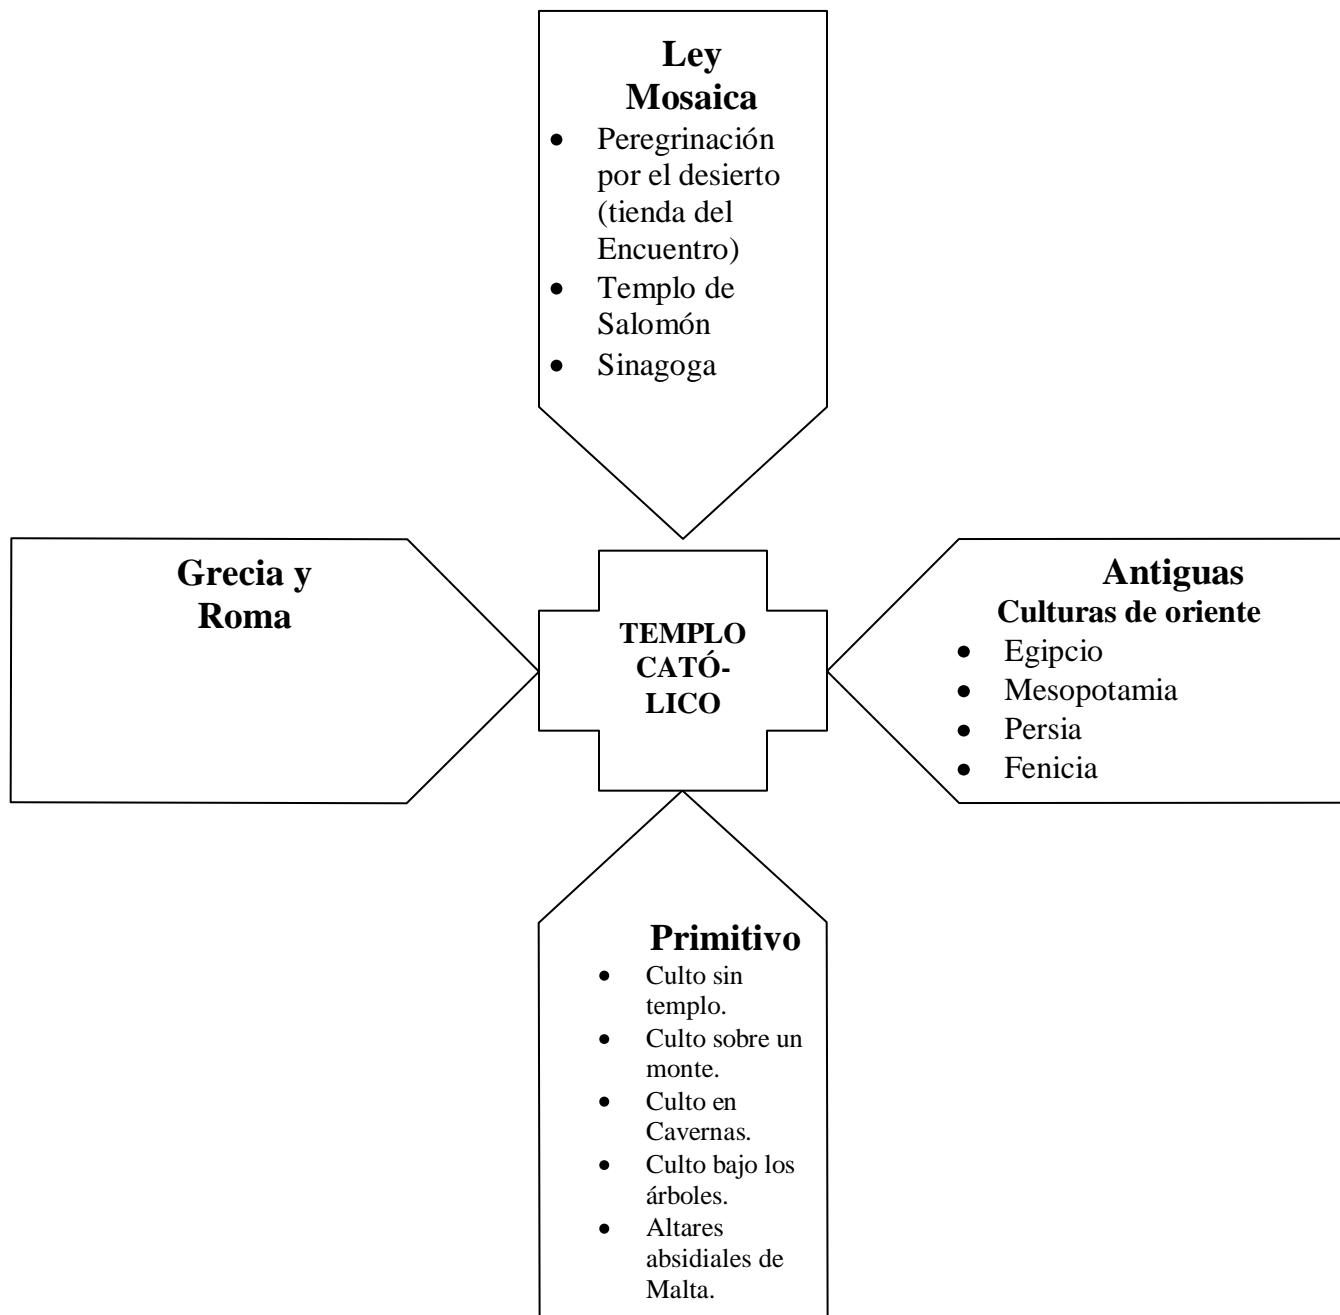 Ley
Mosaica
• Peregrinación
por el desierto
(tienda del
Encuentro)
• Templo de
Salomón
• Sinagoga
Grecia y
Roma
TEMPLO
CATÓ-
LICO
Antiguas
Culturas de oriente
• Egipcio
• Mesopotamia
• Persia
• Fenicia
Primitivo
• Culto sin
templo.
• Culto sobre un
monte.
• Culto en
Cavernas.
• Culto bajo los
árboles.
• Altares
absidiales de
Malta.